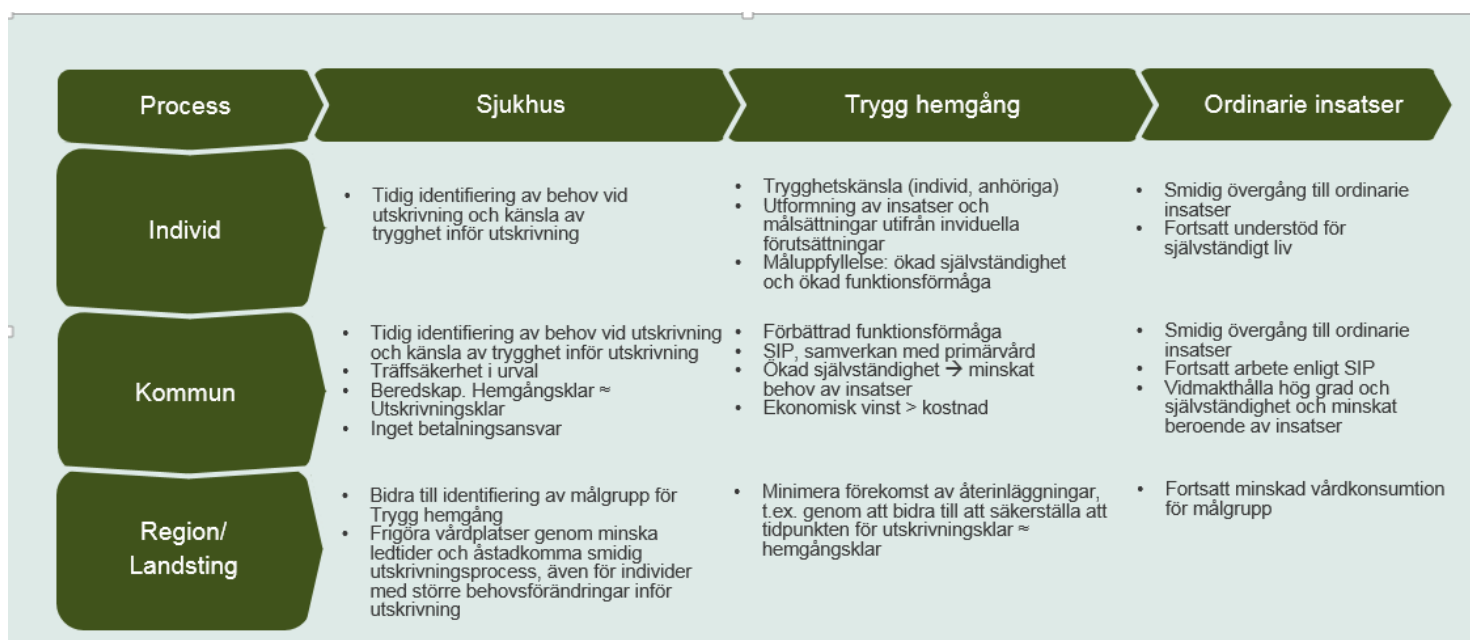 Process
Sjukhus
Trygg hemgång
Ordinarie insatser
Individ
• Tidig identifiering av behov vid
utskrivning och känsla av
trygghet inför utskrivning
• Trygghetskänsla (individ, anhöriga)
• Utformning av insatser och
målsättningar utifrån inviduella
förutsättningar
• Måluppfyllelse: ökad självständighet
och ökad funktionsförmåga
• Smidig övergång till ordinarie
insatser
• Fortsatt understöd för
självständigt liv
Kommun
• Tidig identifiering av behov vid utskrivning
och känsla av trygghet inför utskrivning
• Träffsäkerhet i urval
• Beredskap. Hemgångsklar ≈
Utskrivningsklar
• Inget betalningsansvar
• Förbättrad funktionsförmåga
• SIP, samverkan med primärvård
• Ökad självständighet → minskat
behov av insatser
• Ekonomisk vinst > kostnad
• Smidig övergång till ordinarie
insatser
• Fortsatt arbete enligt SIP
• Vidmakthålla hög grad och
självständighet och minskat
beroende av insatser
Region/
Landsting
• Bidra till identifiering av målgrupp för
Trygg hemgång
• Frigöra vårdplatser genom minska
ledtider och åstadkomma smidig
utskrivningsprocess, även för individer
med större behovsförändringar inför
utskrivning
• Minimera förekomst av återinläggningar,
t.ex. genom att bidra till att säkerställa att
tidpunkten för utskrivningsklar ≈
hemgångsklar
• Fortsatt minskad vårdkonsumtion
för målgrupp